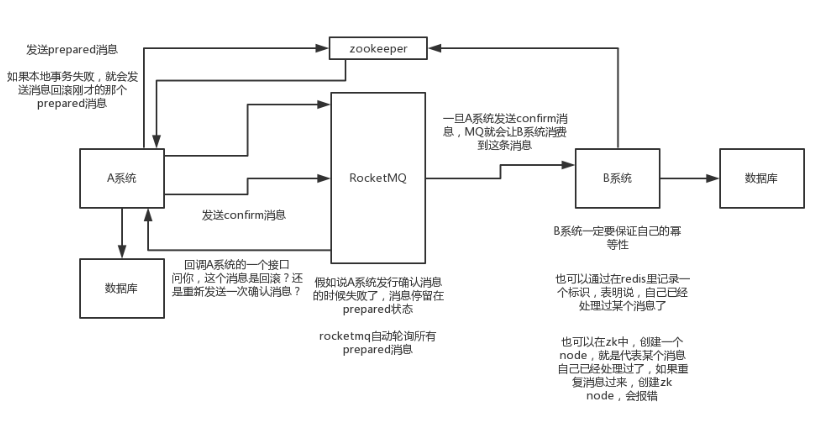 发送prepared消息
如果本地事务失败，就会发
送消息回滚刚才的那个
prepared消息
zookeeper
一旦A系统发送confirm消
息，MQ就会让B系统消费
到这条消息
A系统
RocketMQ
B系统
数据库
发送confirm消息
B系统一定要保证自己的幂
等性
回调A系统的一个接口
问你，这个消息是回滚？还
是重新发送一次确认消息？
数据库
假如说A系统发行确认消息
的时候失败了，消息停留在
prepared状态
rocketmq自动轮询所有
prepared消息
也可以通过在redis里记录一
个标识，表明说，自己已经
处理过某个消息了
也可以在zk中，创建一个
node，就是代表某个消息
自己已经处理过了，如果重
复消息过来，创建zk
node，会报错